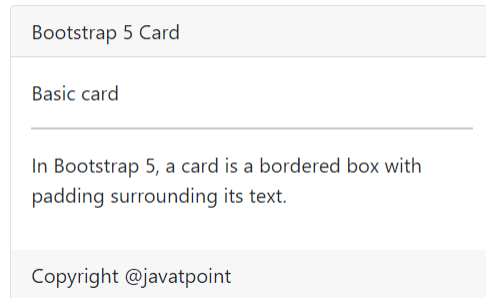 Bootstrap 5 Card
Basic card
In Bootstrap 5, a card is a bordered box with
padding surrounding its text.
Copyright @javatpoint